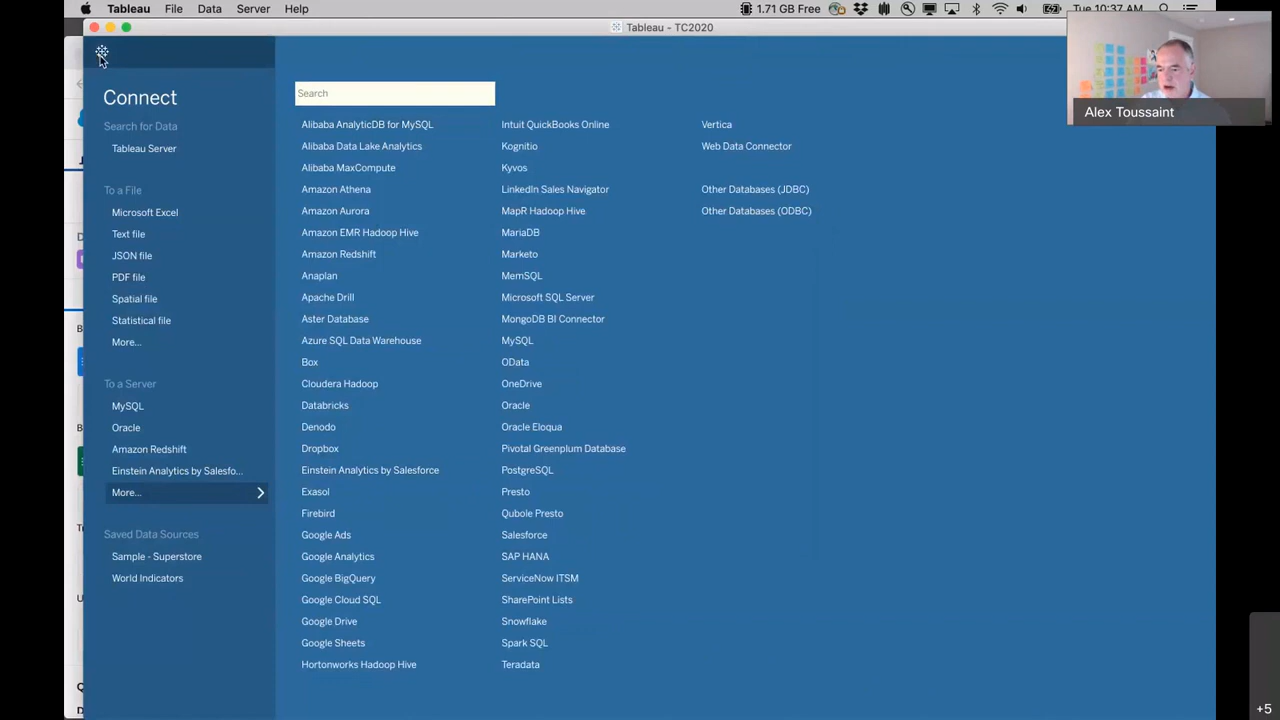 Tableau File Data Server Help
1.71 GB Free
Tue 10:37 AM
Tableau - TC2020
Alex Toussaint
Connect
Search for Data
Tableau Server
To a File
Microsoft Excel
Text file
JSON file
PDF file
Spatial file
Statistical file
More...
To a Server
MySQL
Oracle
Amazon Redshift
Einstein Analytics by Salesfo...
More...
Saved Data Sources
Sample - Superstore
World Indicators
Search
Alibaba AnalyticDB for MySQL
Alibaba Data Lake Analytics
Alibaba MaxCompute
Amazon Athena
Amazon Aurora
Amazon EMR Hadoop Hive
Amazon Redshift
Anaplan
Apache Drill
Aster Database
Azure SQL Data Warehouse
Box
Cloudera Hadoop
Databricks
Denodo
Dropbox
Einstein Analytics by Salesforce
Exasol
Firebird
Google Ads
Google Analytics
Google BigQuery
Google Cloud SQL
Google Drive
Google Sheets
Hortonworks Hadoop Hive
Intuit QuickBooks Online
Kognitio
Kyvos
LinkedIn Sales Navigator
MapR Hadoop Hive
MariaDB
Marketo
MemSQL
Microsoft SQL Server
MongoDB BI Connector
MySQL
OData
OneDrive
Oracle
Oracle Eloqua
Pivotal Greenplum Database
PostgreSQL
Presto
Qubole Presto
Salesforce
SAP HANA
ServiceNow ITSM
SharePoint Lists
Snowflake
Spark SQL
Teradata
Vertica
Web Data Connector
Other Databases (JDBC)
Other Databases (ODBC)
+5